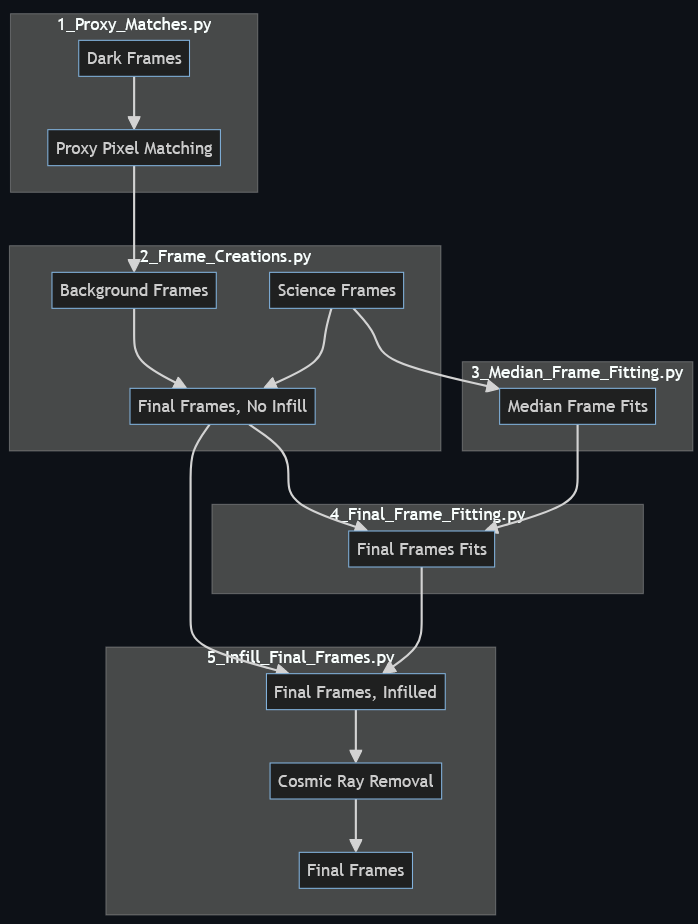 1_Proxy_Matches.py
Dark Frames
Proxy Pixel Matching
2_Frame_Creations.py
Background Frames
Science Frames
Final Frames, No Infill
3_Median_Frame_Fitting.py
Median Frame Fits
4_Final_Frame_Fitting.py
Final Frames Fits
5_Infill_Final_Frames.py
Final Frames, Infilled
Cosmic Ray Removal
Final Frames